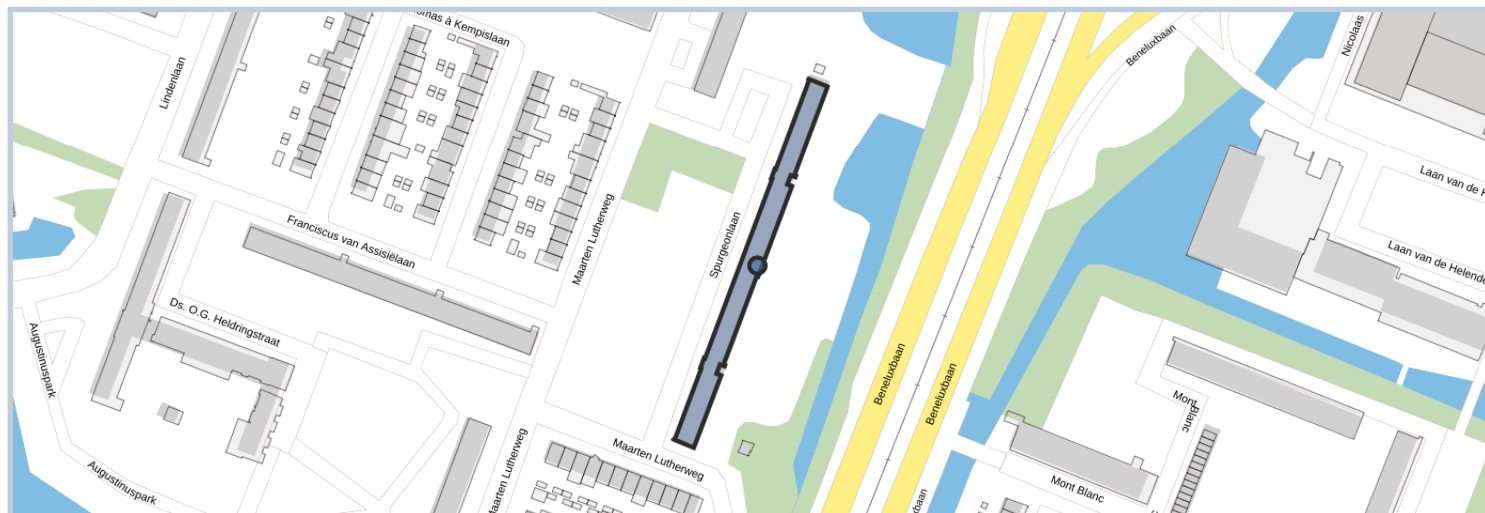 Thomas à Kempislaan
Beneluxbaan
Nicolaas
Lindenlaan
Laan van de H
Franciscus van Assisiëlaan
Maarten Lutherweg
Spurgeonlaan
Laan van de Helende
Ds. O.G. Heldringstraat
Augustinuspark
Beneluxbaan
Beneluxbaan
Mont
Blanc
Maarten Lutherweg
Maarten Lutherweg
Augustinuspark
Mont Blanc
baan